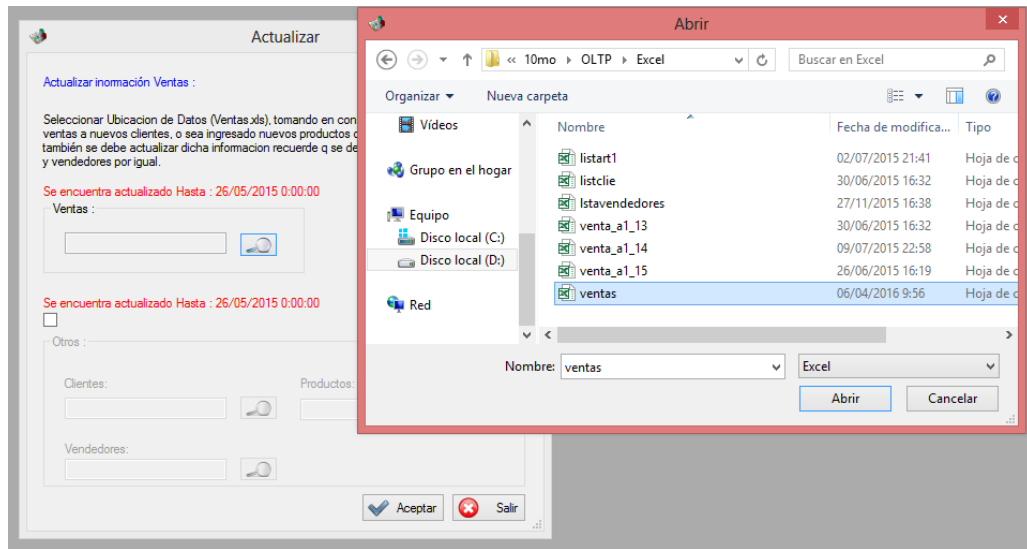 Actualizar
Actualizar inormación Ventas :
Seleccionar Ubicacion de Datos (Ventas.xls), tomando en con
ventas a nuevos clientes, o sea ingresado nuevos productos
también se debe actualizar dicha informacion recuerde q se de
y vendedores por igual.
Se encuentra actualizado Hasta : 26/05/2015 0:00:00
Ventas :
Se encuentra actualizado Hasta : 26/05/2015 0:00:00
Otros :
Clientes:
Productos:
Vendedores:
Aceptar
Salir
Abrir
« 10mo OLTP Excel
Buscar en Excel
Organizar
Nueva carpeta
Vídeos
Grupo en el hogar
Equipo
Disco local (C:)
Disco local (D:)
Red
Nombre Fecha de modifica... Tipo
listart1 02/07/2015 21:41 Hoja de c
listclie 30/06/2015 16:32 Hoja de c
lstavendedores 27/11/2015 16:38 Hoja de c
venta_a1_13 30/06/2015 16:32 Hoja de c
venta_a1_14 09/07/2015 22:58 Hoja de c
venta_a1_15 26/06/2015 16:19 Hoja de c
ventas 06/04/2016 9:56 Hoja de c
Nombre: ventas
Excel
Abrir
Cancelar